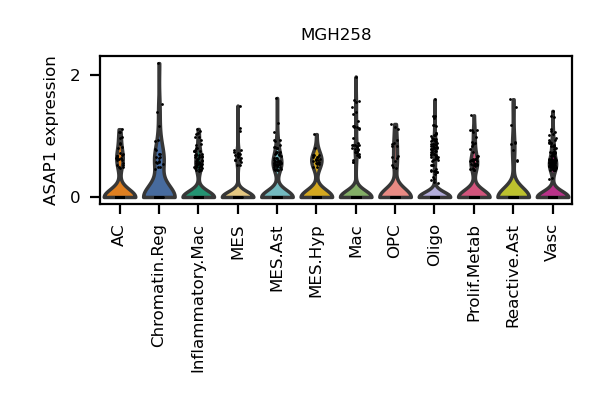 MGH258
ASAP1 expression
2
0
AC
Chromatin.Reg
Inflammatory.Mac
MES
MES.Ast
MES.Hyp
Mac
OPC
Oligo
Prolif.Metab
Reactive.Ast
Vasc